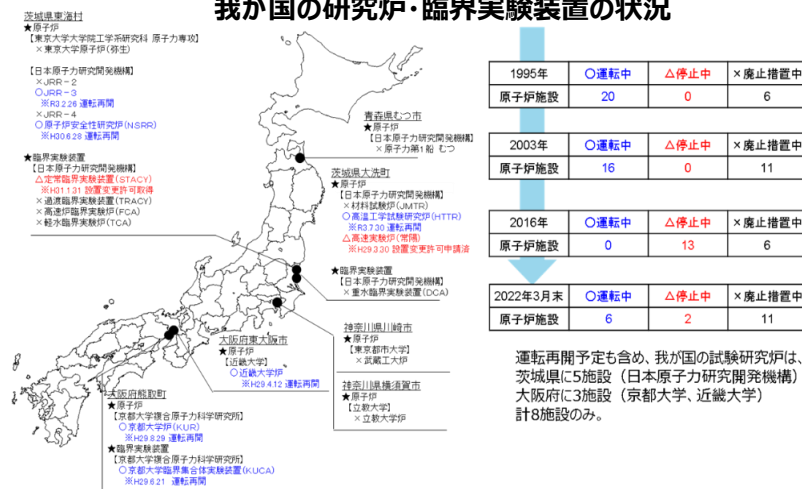 我が国の研究炉・臨界実験装置の状況
茨城県東海村
★原子炉
【東京大学大学院工学系研究科 原子力専攻】
×東京大学原子炉(弥生)
【日本原子力研究開発機構】
×JRR-2
○JRR-3
※R3.2.26 運転再開
×JRR-4
○原子炉安全性研究炉(NSRR)
※H30.6.28 運転再開
★臨界実験装置
【日本原子力研究開発機構】
△定常臨界実験装置(STACY)
※H31.1.31 設置変更許可取得
×過渡臨界実験装置(TRACY)
×高速炉臨界実験装置(FCA)
×軽水臨界実験装置(TCA)
青森県むつ市
★原子炉
【日本原子力研究開発機構】
×原子力第1船 むつ
茨城県大洗町
★原子炉
【日本原子力研究開発機構】
×材料試験炉(JMTR)
○高温工学試験研究炉(HTTR)
※R3.7.30 運転再開
△高速実験炉(常陽)
※H29.3.30 設置変更許可申請済
★臨界実験装置
【日本原子力研究開発機構】
×重水臨界実験装置(DCA)
神奈川県川崎市
★原子炉
【東京都市大学】
×武蔵工大炉
神奈川県横須賀市
★原子炉
【立教大学】
×立教大学炉
大阪府東大阪市
★原子炉
【近畿大学】
○近畿大学炉
※H29.4.12 運転再開
大阪府熊取町
★原子炉
【京都大学複合原子力科学研究所】
○京都大学炉(KUR)
※H29.8.29 運転再開
★臨界実験装置
【京都大学複合原子力科学研究所】
○京都大学臨界集合体実験装置(KUCA)
※H29.6.21 運転再開
1995年 ○運転中 △停止中 ×廃止措置中
原子炉施設 20 0 6
2003年 ○運転中 △停止中 ×廃止措置中
原子炉施設 16 0 11
2016年 ○運転中 △停止中 ×廃止措置中
原子炉施設 0 13 6
2022年3月末 ○運転中 △停止中 ×廃止措置中
原子炉施設 6 2 11
運転再開予定も含め、我が国の試験研究炉は、
茨城県に5施設(日本原子力研究開発機構)
大阪府に3施設(京都大学、近畿大学)
計8施設のみ。